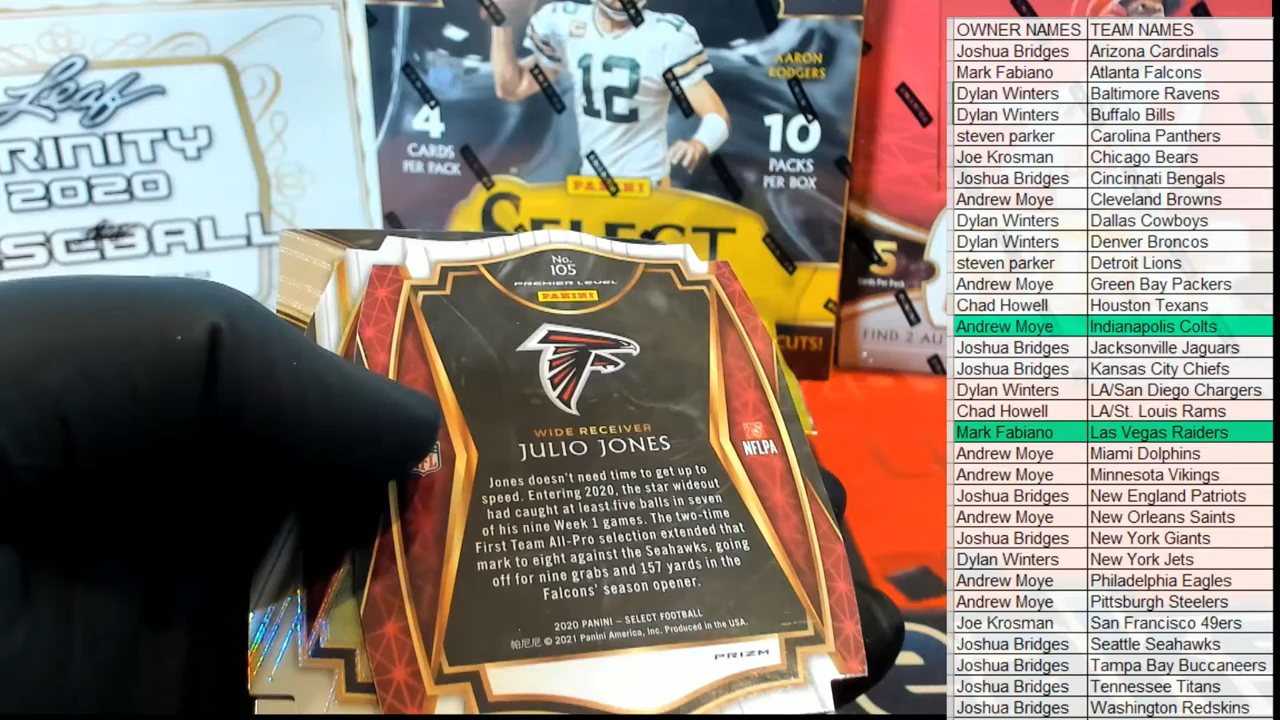 Leaf
TRINITY
2020
4
CARDS
PER PACK
12
AARON
RODGERS
10
PACKS
PER BOX
PANINI
SELECT
5
Cards Per Pack
CUTS!
FIND 2 AU
No.
105
PREMIER LEVEL
PANINI
WIDE RECEIVER
JULIO JONES
NFLPA
Jones doesn't need time to get up to
speed. Entering 2020, the star wideout
had caught at least five balls in seven
of his nine Week 1 games. The two-time
First Team All-Pro selection extended that
mark to eight against the Seahawks, going
off for nine grabs and 157 yards in the
Falcons' season opener.
2020 PANINI – SELECT FOOTBALL
帕尼尼 © 2021 Panini America, Inc. Produced in the USA.
PRIZM
OWNER NAMES TEAM NAMES
Joshua Bridges Arizona Cardinals
Mark Fabiano Atlanta Falcons
Dylan Winters Baltimore Ravens
Dylan Winters Buffalo Bills
steven parker Carolina Panthers
Joe Krosman Chicago Bears
Joshua Bridges Cincinnati Bengals
Andrew Moye Cleveland Browns
Dylan Winters Dallas Cowboys
Dylan Winters Denver Broncos
steven parker Detroit Lions
Andrew Moye Green Bay Packers
Chad Howell Houston Texans
Andrew Moye Indianapolis Colts
Joshua Bridges Jacksonville Jaguars
Joshua Bridges Kansas City Chiefs
Dylan Winters LA/San Diego Chargers
Chad Howell LA/St. Louis Rams
Mark Fabiano Las Vegas Raiders
Andrew Moye Miami Dolphins
Andrew Moye Minnesota Vikings
Joshua Bridges New England Patriots
Andrew Moye New Orleans Saints
Joshua Bridges New York Giants
Dylan Winters New York Jets
Andrew Moye Philadelphia Eagles
Andrew Moye Pittsburgh Steelers
Joe Krosman San Francisco 49ers
Joshua Bridges Seattle Seahawks
Joshua Bridges Tampa Bay Buccaneers
Joshua Bridges Tennessee Titans
Joshua Bridges Washington Redskins